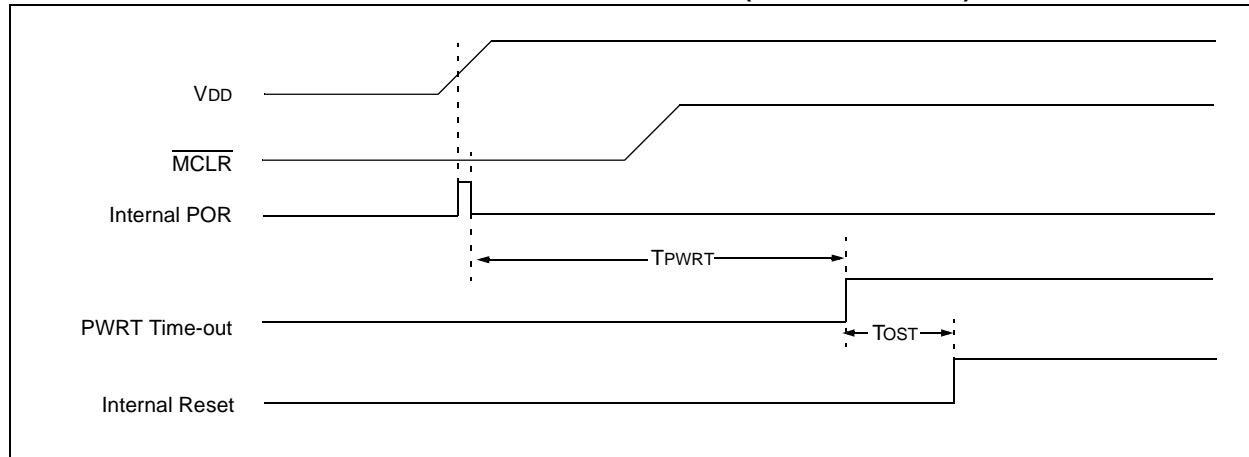 VDD
MCLR
Internal POR
TPWRT
PWRT Time-out
TOST
Internal Reset